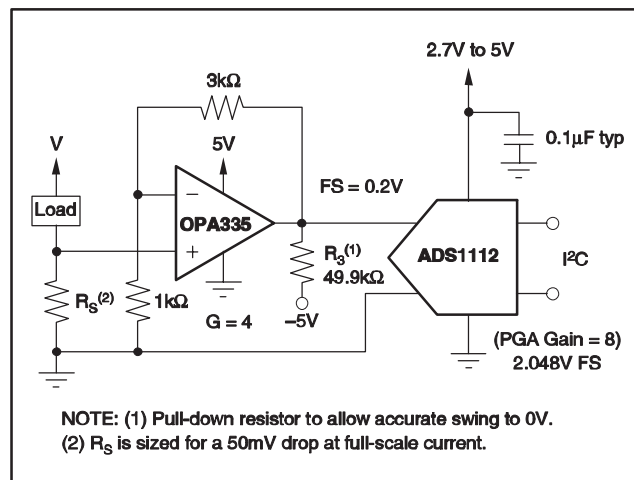 2.7V to 5V
3kΩ
0.1μF typ
V
5V
FS = 0.2V
Load
−
OPA335
+
ADS1112
I²C
R₃⁽¹⁾
49.9kΩ
R_S⁽²⁾
1kΩ
G = 4
−5V
(PGA Gain = 8)
2.048V FS
NOTE: (1) Pull-down resistor to allow accurate swing to 0V.
(2) R_S is sized for a 50mV drop at full-scale current.